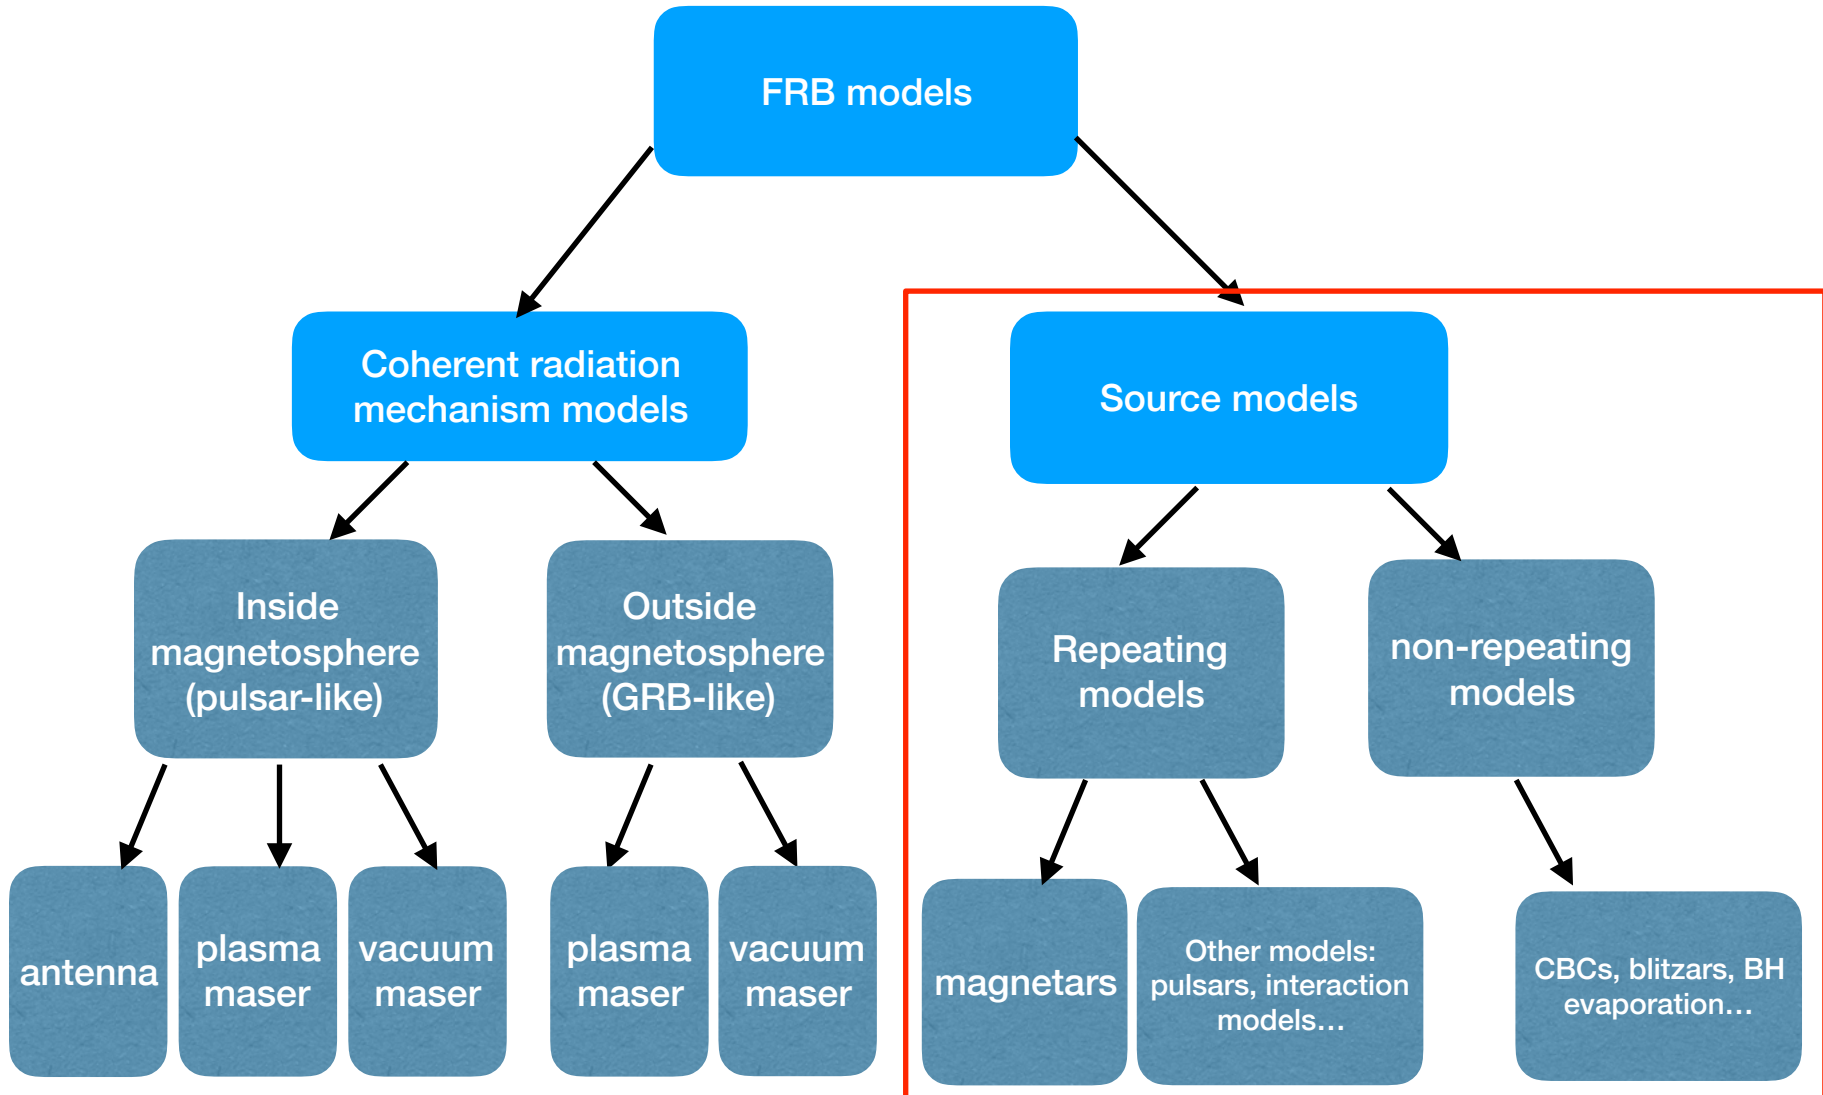 FRB models
Coherent radiation
mechanism models
Source models
Inside
magnetosphere
(pulsar-like)
Outside
magnetosphere
(GRB-like)
Repeating
models
non-repeating
models
antenna
plasma
maser
vacuum
maser
plasma
maser
vacuum
maser
magnetars
Other models:
pulsars, interaction
models...
CBCs, blitzars, BH
evaporation...